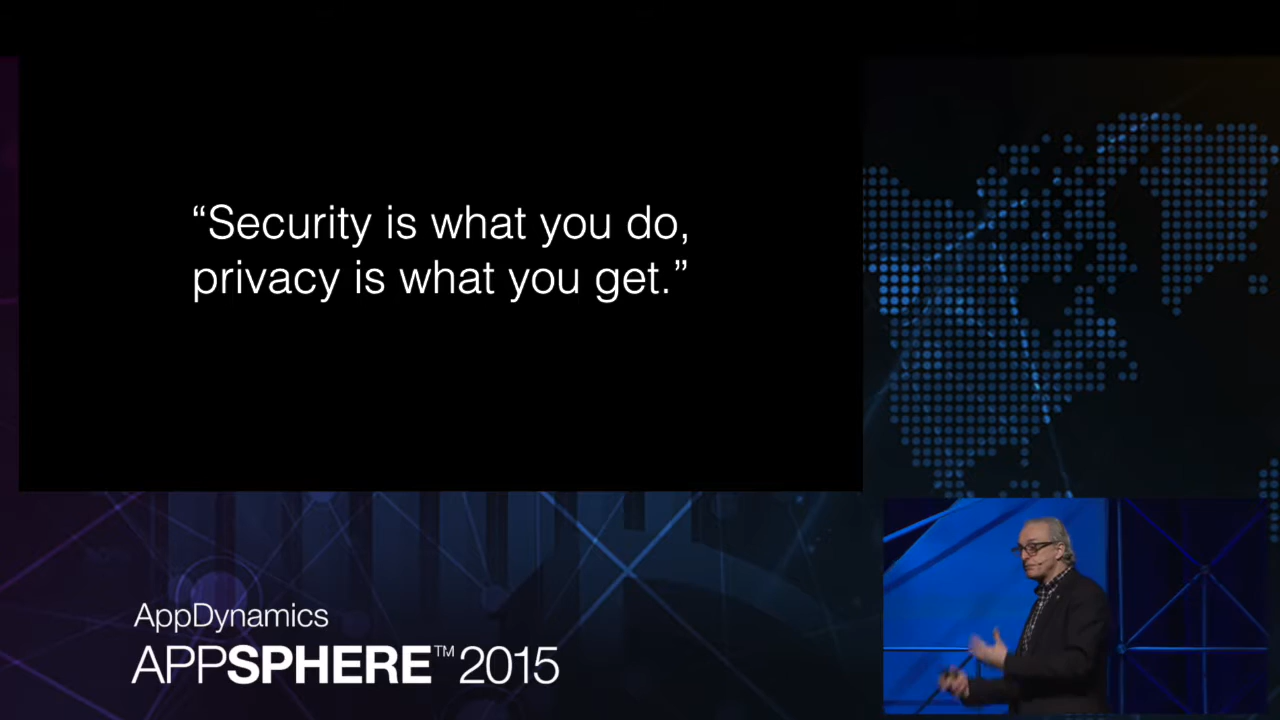 “Security is what you do,
privacy is what you get.”
AppDynamics
APPSPHERE™ 2015